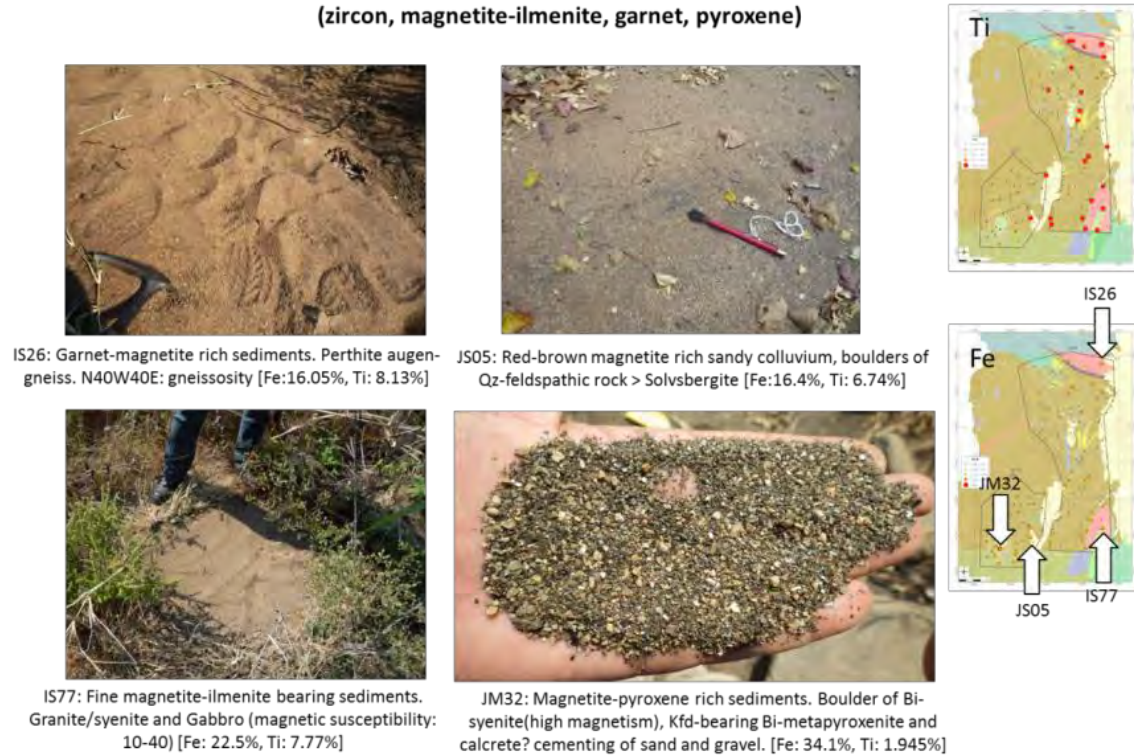 (zircon, magnetite-ilmenite, garnet, pyroxene)
Ti
IS26: Garnet-magnetite rich sediments. Perthite augen-
gneiss. N40W40E: gneissosity [Fe:16.05%, Ti: 8.13%]
JS05: Red-brown magnetite rich sandy colluvium, boulders of
Qz-feldspathic rock > Solvsbergite [Fe:16.4%, Ti: 6.74%]
IS26
Fe
JM32
JS05
IS77
IS77: Fine magnetite-ilmenite bearing sediments.
Granite/syenite and Gabbro (magnetic susceptibility:
10-40) [Fe: 22.5%, Ti: 7.77%]
JM32: Magnetite-pyroxene rich sediments. Boulder of Bi-
syenite(high magnetism), Kfd-bearing Bi-metapyroxenite and
calcrete? cementing of sand and gravel. [Fe: 34.1%, Ti: 1.945%]